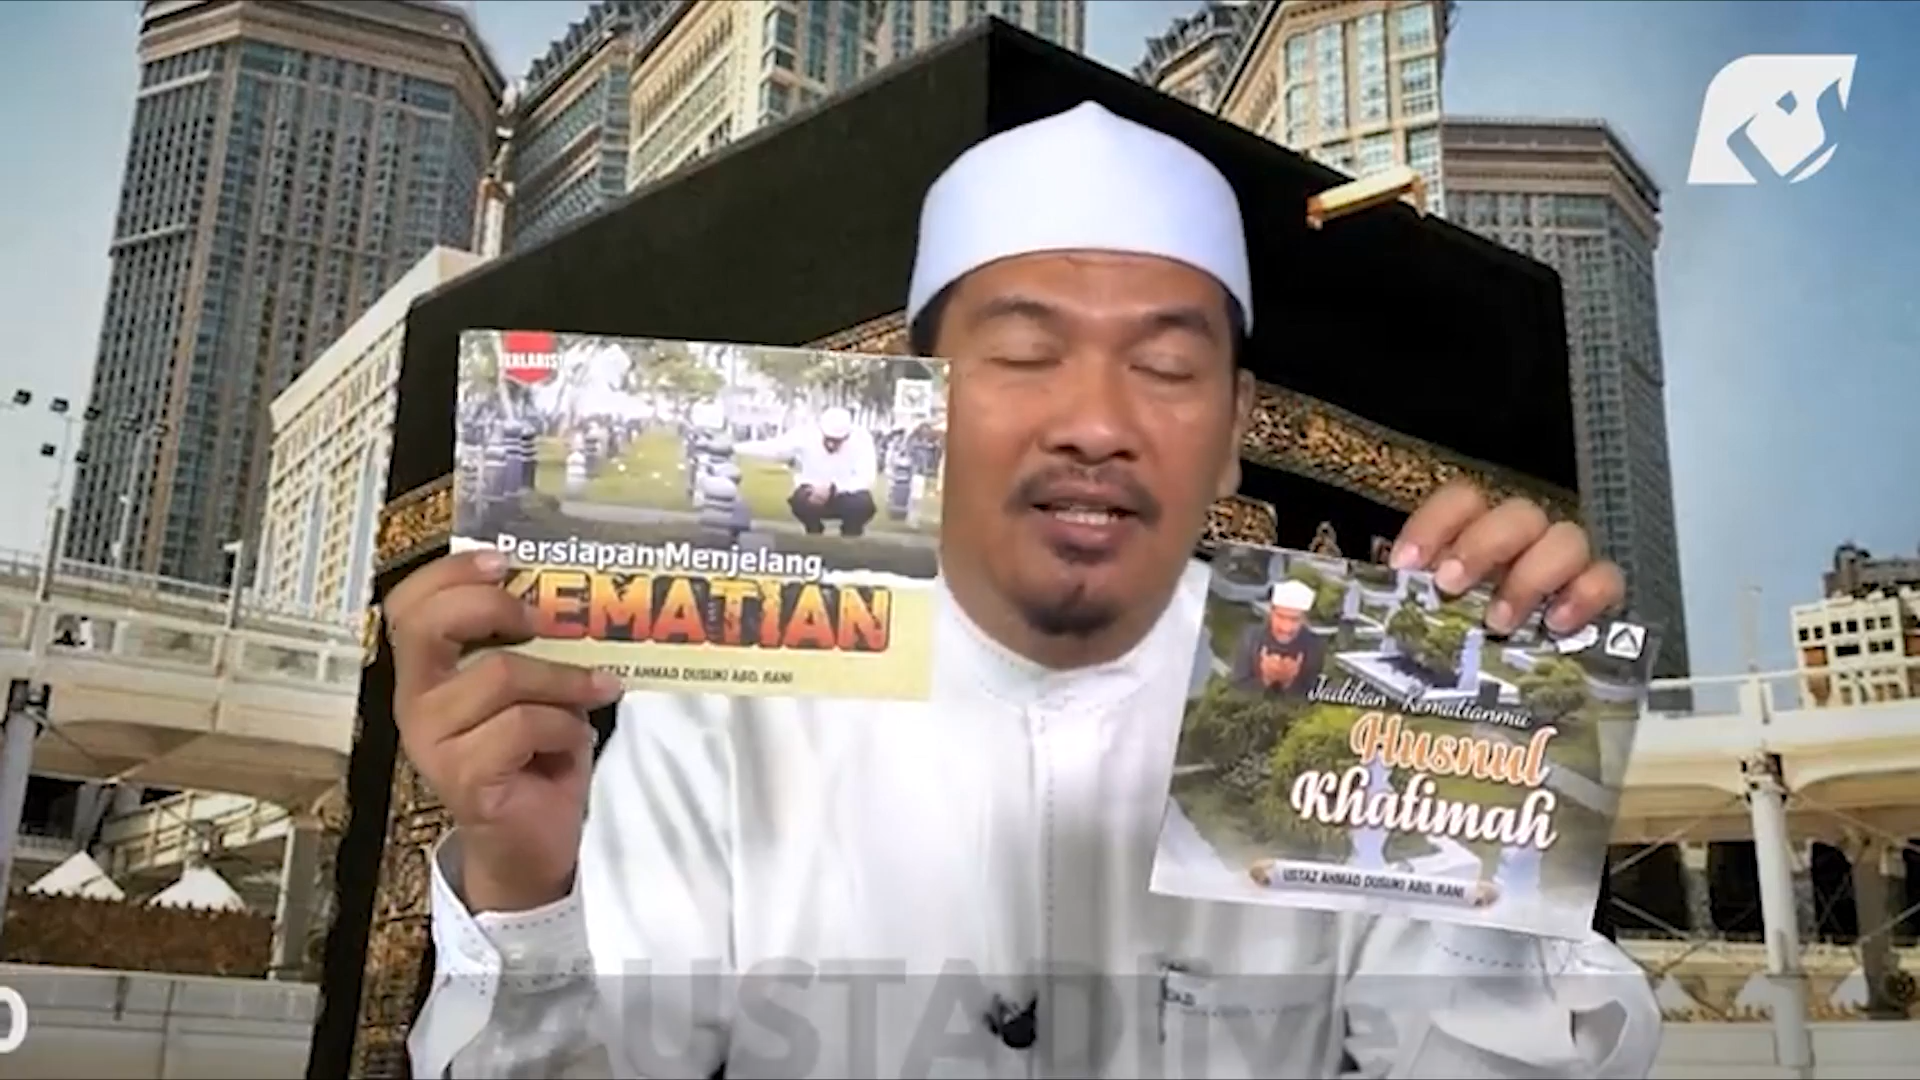 TERLARIS
Persiapan Menjelang
KEMATIAN
USTAZ AHMAD DUSUKI ABD. RANI
Jadikan Kematianmu
Husnul
Khatimah
USTAZ AHMAD DUSUKI ABD. RANI
#USTADlive